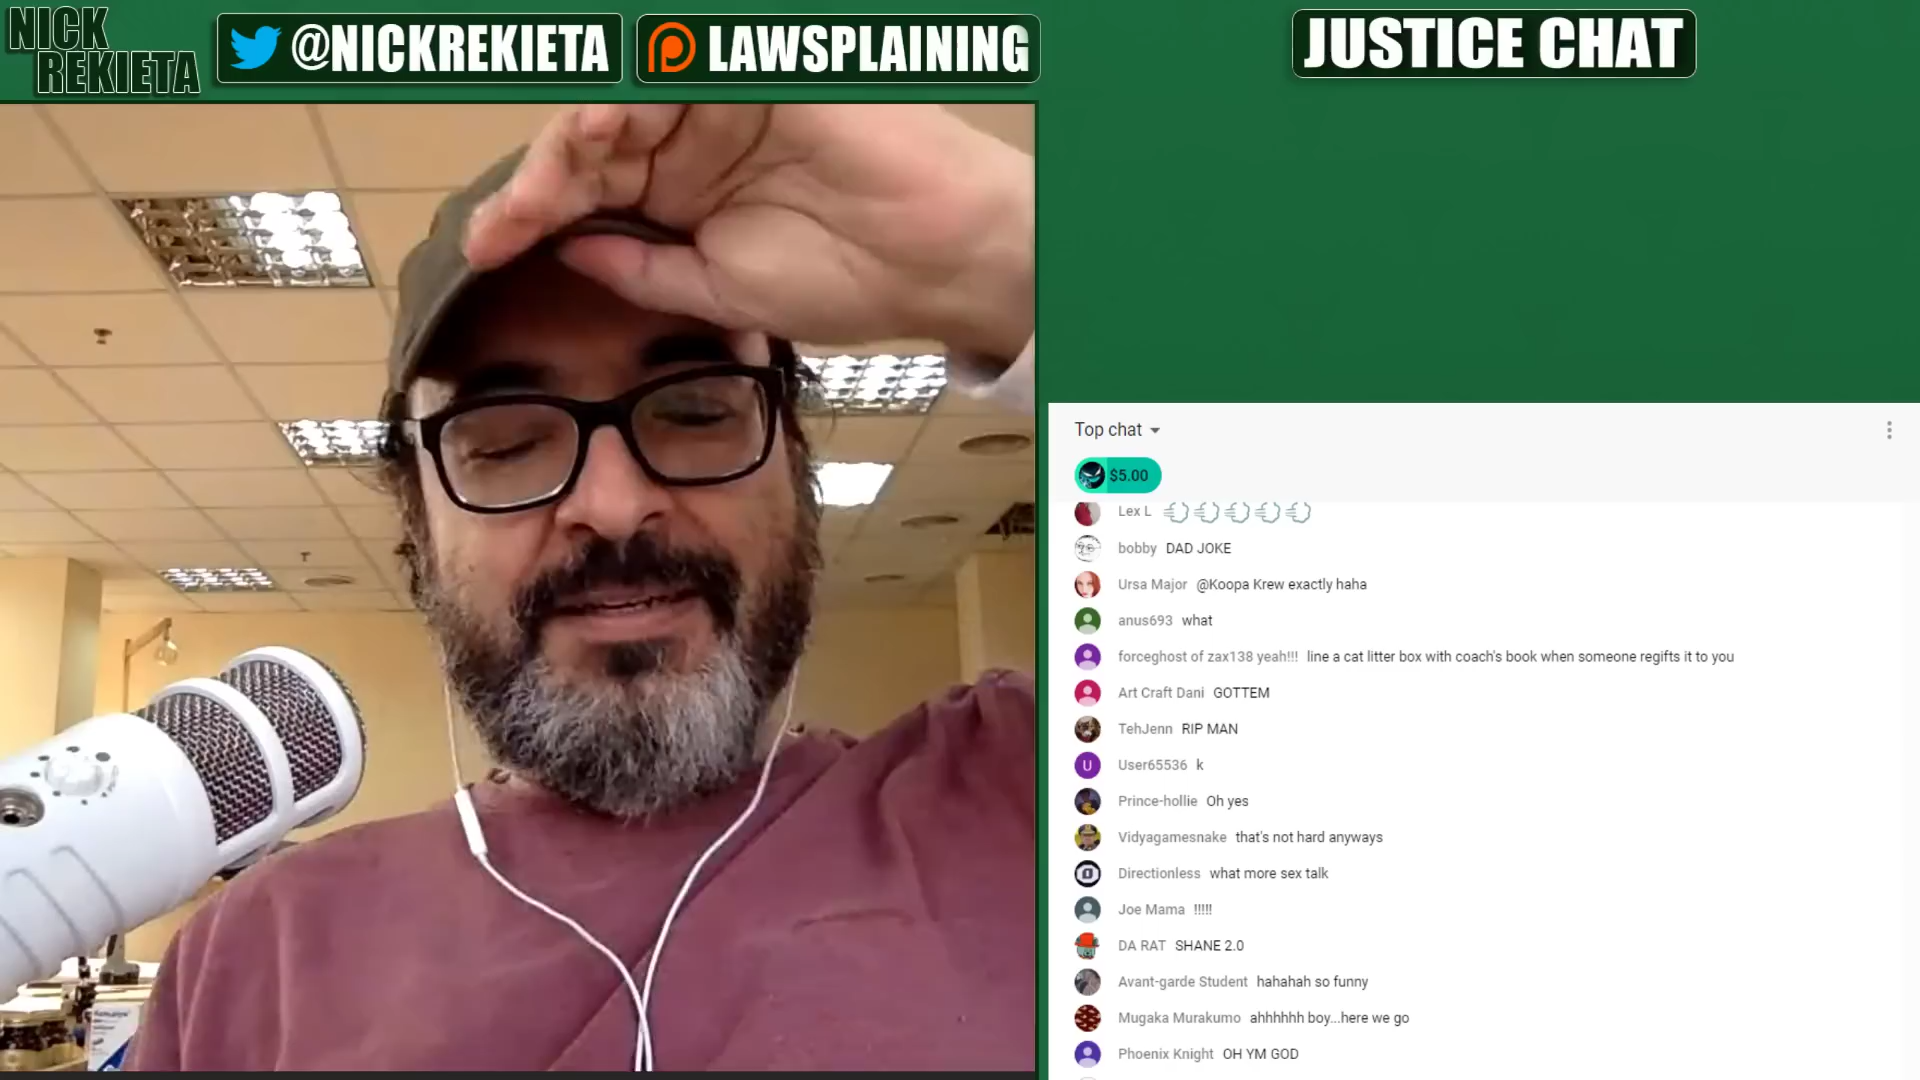 NICK
REKIETA
@NICKREKIETA
LAWSPLAINING
JUSTICE CHAT
Top chat
$5.00
Lex L
bobby DAD JOKE
Ursa Major @Koopa Krew exactly haha
anus693 what
forceghost of zax138 yeah!!! line a cat litter box with coach's book when someone regifts it to you
Art Craft Dani GOTTEM
TehJenn RIP MAN
U User65536 k
Prince-hollie Oh yes
Vidyagamesnake that's not hard anyways
Directionless what more sex talk
Joe Mama !!!!!
DA RAT SHANE 2.0
Avant-garde Student hahahah so funny
Mugaka Murakumo ahhhhhh boy...here we go
Phoenix Knight OH YM GOD